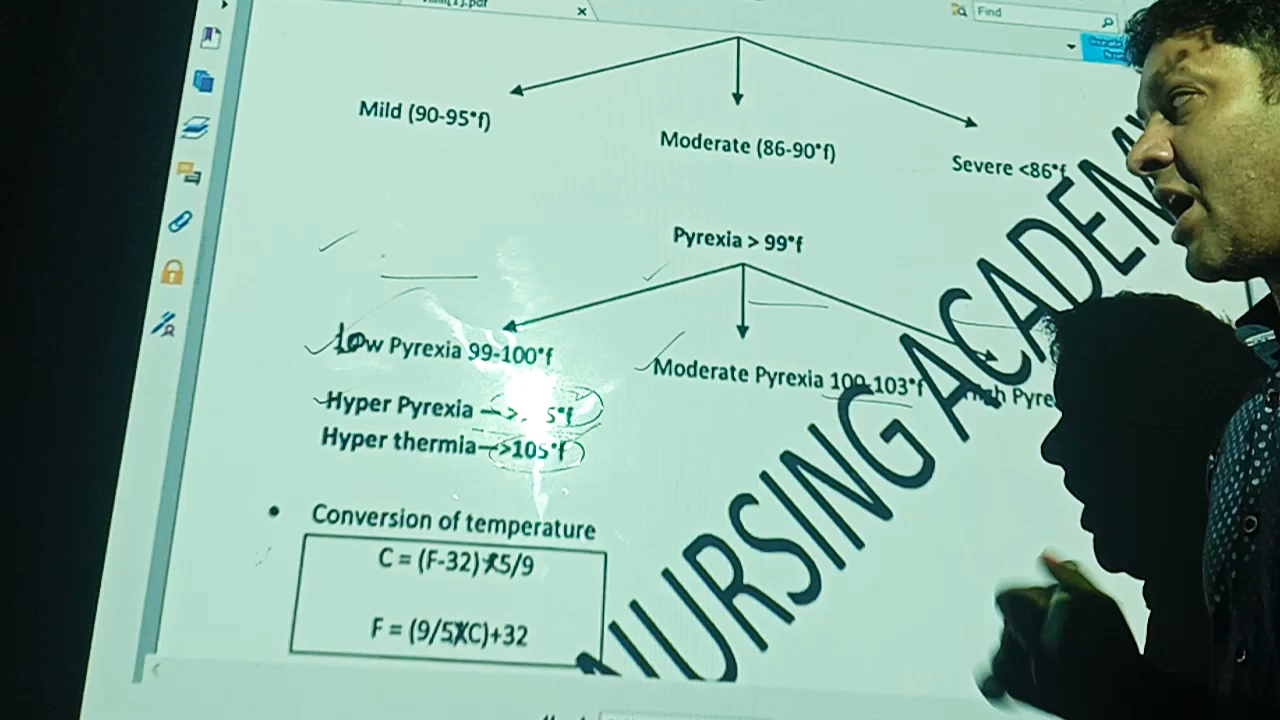 Find
Mild (90-95°f)
Moderate (86-90°f)
Severe <86°f
Pyrexia > 99°f
Low Pyrexia 99-100°f
Moderate Pyrexia 100-103°f
Hyper Pyrexia
Hyper thermia >105°f
• Conversion of temperature
C = (F-32)×5/9
F = (9/5×C)+32
NURSING ACADEMY